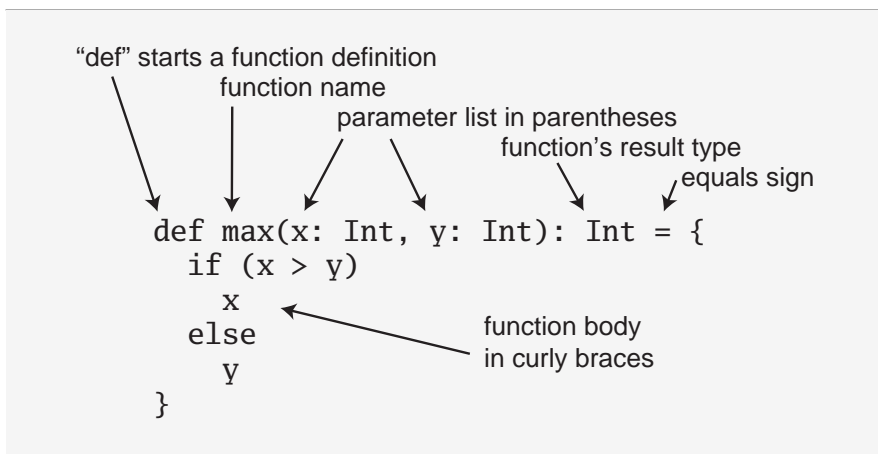 “def” starts a function definition
function name
parameter list in parentheses
function’s result type
equals sign
def max(x: Int, y: Int): Int = {
if (x > y)
x
else
y
}
function body
in curly braces